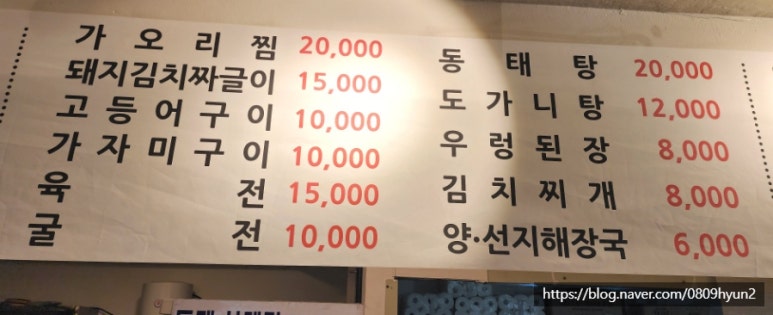 가오리찜 20,000
돼지김치짜글이 15,000
고등어구이 10,000
가자미구이 10,000
육전 15,000
굴전 10,000
동태탕 20,000
도가니탕 12,000
우렁된장 8,000
김치찌개 8,000
양·선지해장국 6,000
https://blog.naver.com/0809hyun2